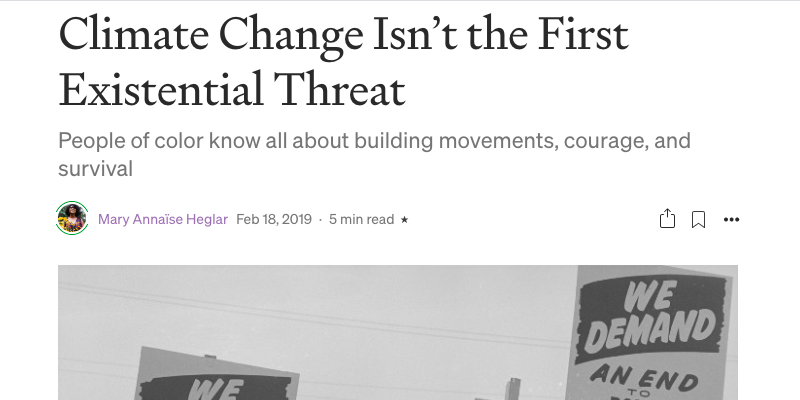 Climate Change Isn’t the First
Existential Threat
People of color know all about building movements, courage, and
survival
Mary Annaïse Heglar Feb 18, 2019 · 5 min read ★
WE
DEMAND
AN END
TO
WE